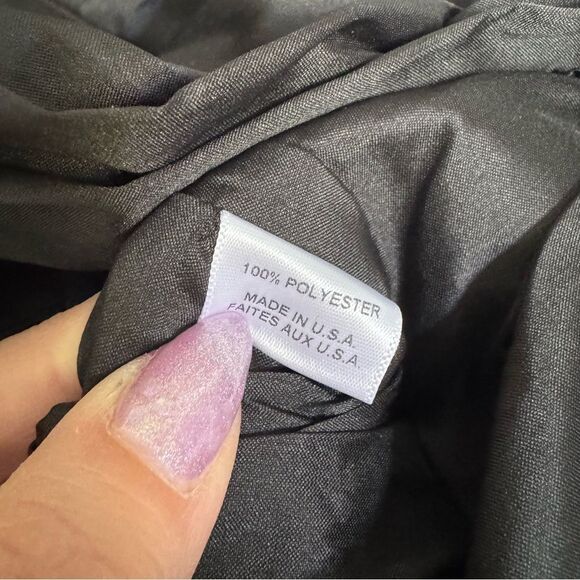 100% POLYESTER
MADE IN U.S.A.
FAITES AUX U.S.A.